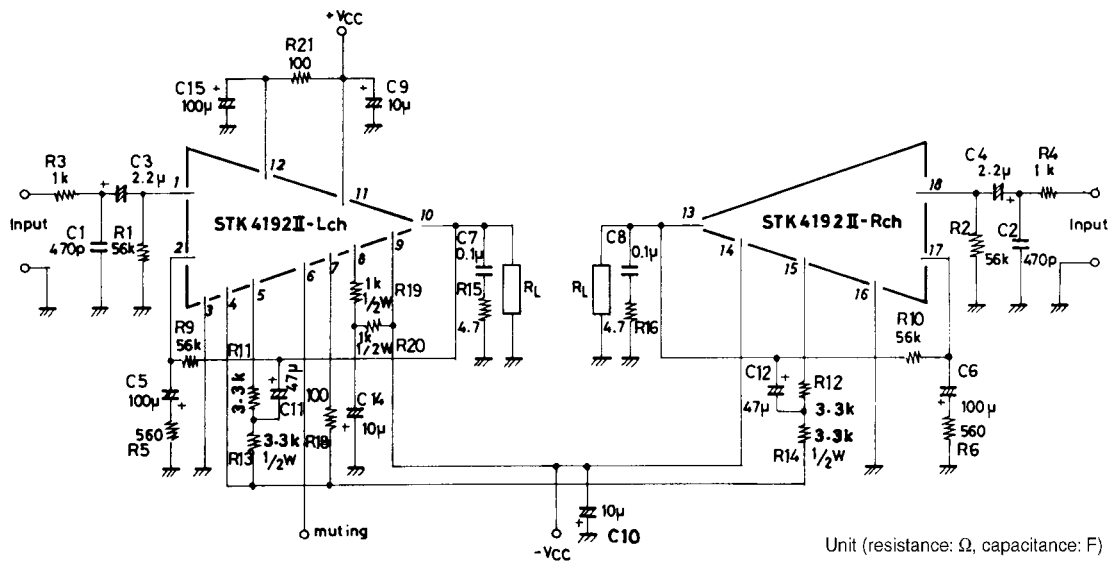 +VCC
R21
100
C15 +
100μ
+ C9
10μ
R3
1k
C3
+ 2.2μ
1
12
11
10
Input
C1
470p
R1
56k
STK4192II-Lch
2
3
4
5
6
7
8
9
C7
0.1μ
R15
4.7
RL
1k
1/2W
R19
1k
1/2W
R20
R9
56k
C5
100μ
+
560
R5
R11
3.3k
+
47μ
C11
3.3k
1/2W
R13
100
R18
C14
+ 10μ
muting
13
STK4192II-Rch
18
17
14
15
16
C4
2.2μ
+
R4
1k
Input
R2
56k
C2
470p
C8
0.1μ
RL
4.7
R16
R10
56k
C12
+
47μ
R12
3.3k
3.3k
R14
1/2W
C6
+ 100μ
560
R6
10μ
+
C10
-VCC
Unit (resistance: Ω, capacitance: F)